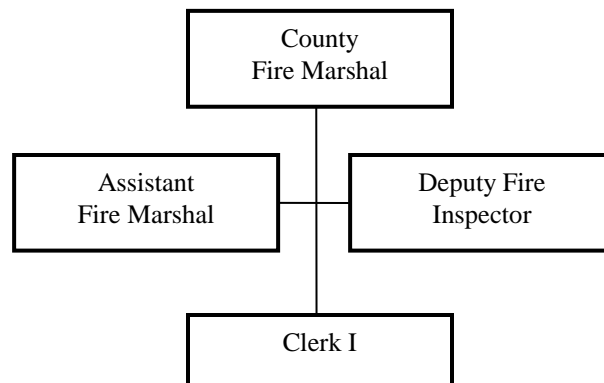 County
Fire Marshal
Assistant
Fire Marshal
Deputy Fire
Inspector
Clerk I